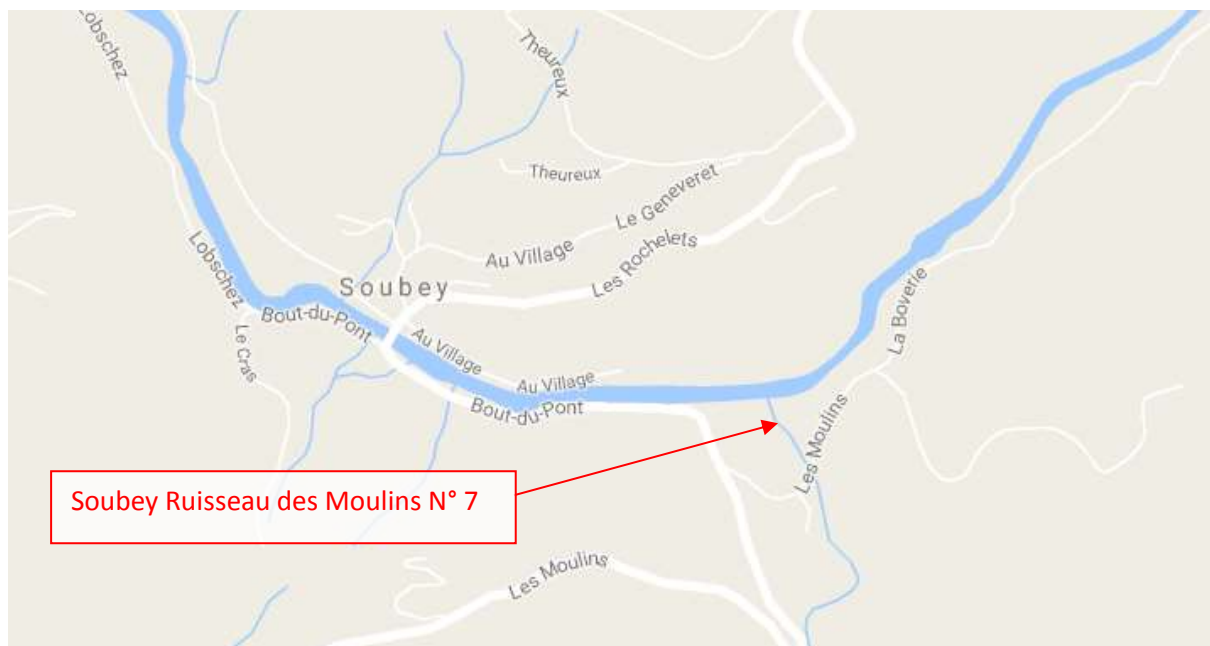 Lobschez
Theureux
Theureux
Le Geneveret
Au Village
Les Rochelets
Lobschez
Soubey
Bout-du-Pont
Le Cras
Au Village
Au Village
Bout-du-Pont
La Boverie
Les Moulins
Soubey Ruisseau des Moulins N° 7
Les Moulins